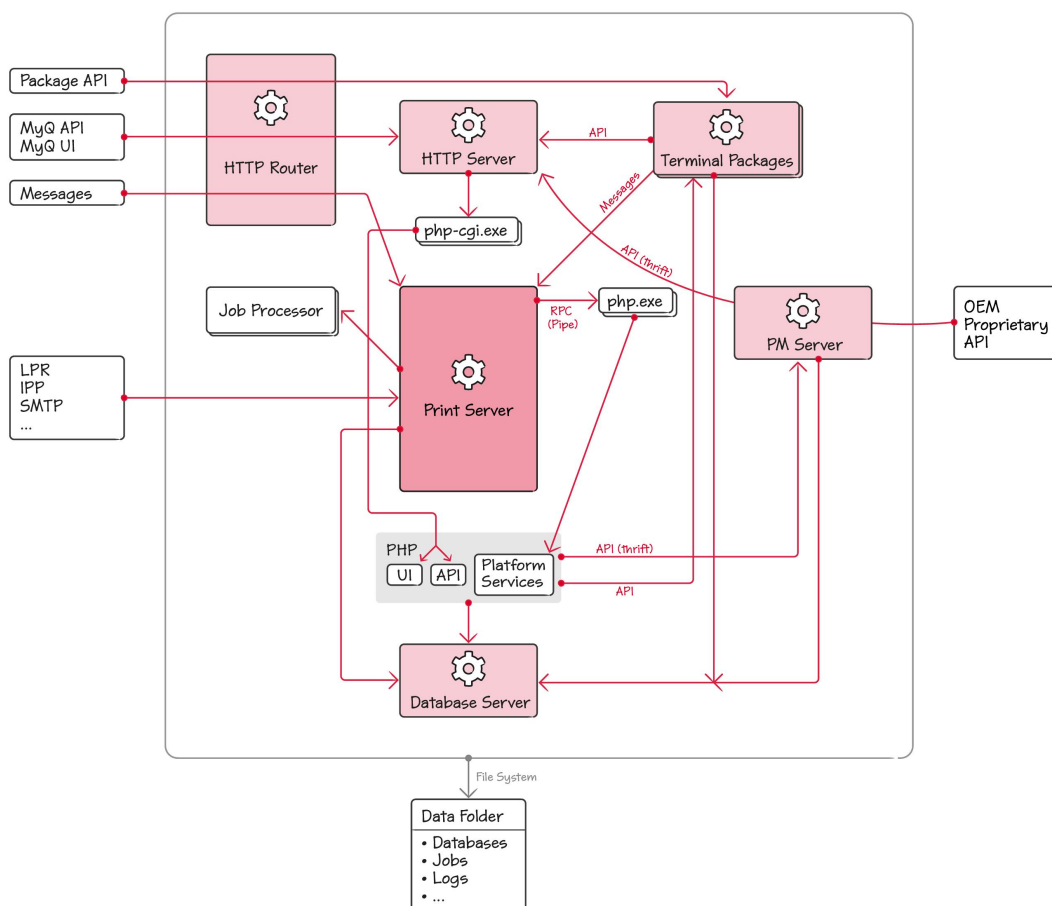 Package API
MyQ API
MyQ UI
Messages
HTTP Router
HTTP Server
API
Terminal Packages
Messages
php-cgi.exe
API (thrift)
Job Processor
RPC
(Pipe)
php.exe
PM Server
OEM
Proprietary
API
LPR
IPP
SMTP
...
Print Server
PHP
UI
API
Platform
Services
API (thrift)
API
Database Server
File System
Data Folder
• Databases
• Jobs
• Logs
• ...